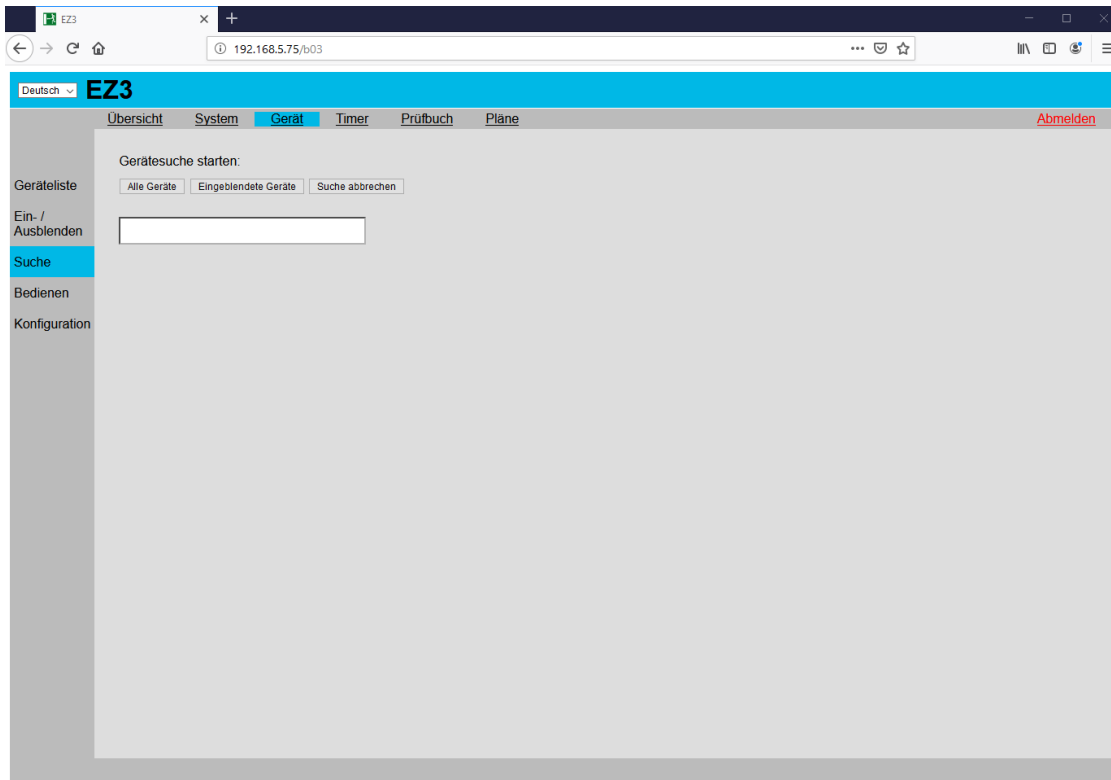 EZ3
192.168.5.75/b03
Deutsch EZ3
Übersicht System Gerät Timer Prüfbuch Pläne Abmelden
Gerätesuche starten:
Alle Geräte Eingeblendete Geräte Suche abbrechen
Geräteliste
Ein- /
Ausblenden
Suche
Bedienen
Konfiguration